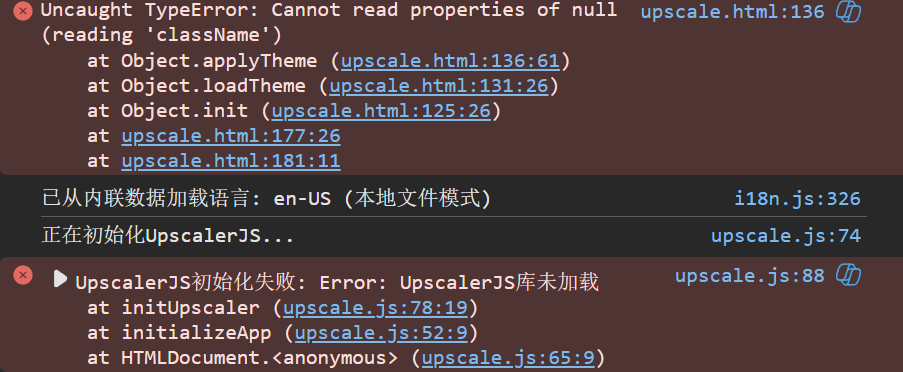 Uncaught TypeError: Cannot read properties of null upscale.html:136
(reading 'className')
at Object.applyTheme (upscale.html:136:61)
at Object.loadTheme (upscale.html:131:26)
at Object.init (upscale.html:125:26)
at upscale.html:177:26
at upscale.html:181:11
已从内联数据加载语言: en-US (本地文件模式) i18n.js:326
正在初始化UpscalerJS... upscale.js:74
UpscalerJS初始化失败: Error: UpscalerJS库未加载 upscale.js:88
at initUpscaler (upscale.js:78:19)
at initializeApp (upscale.js:52:9)
at HTMLDocument.<anonymous> (upscale.js:65:9)